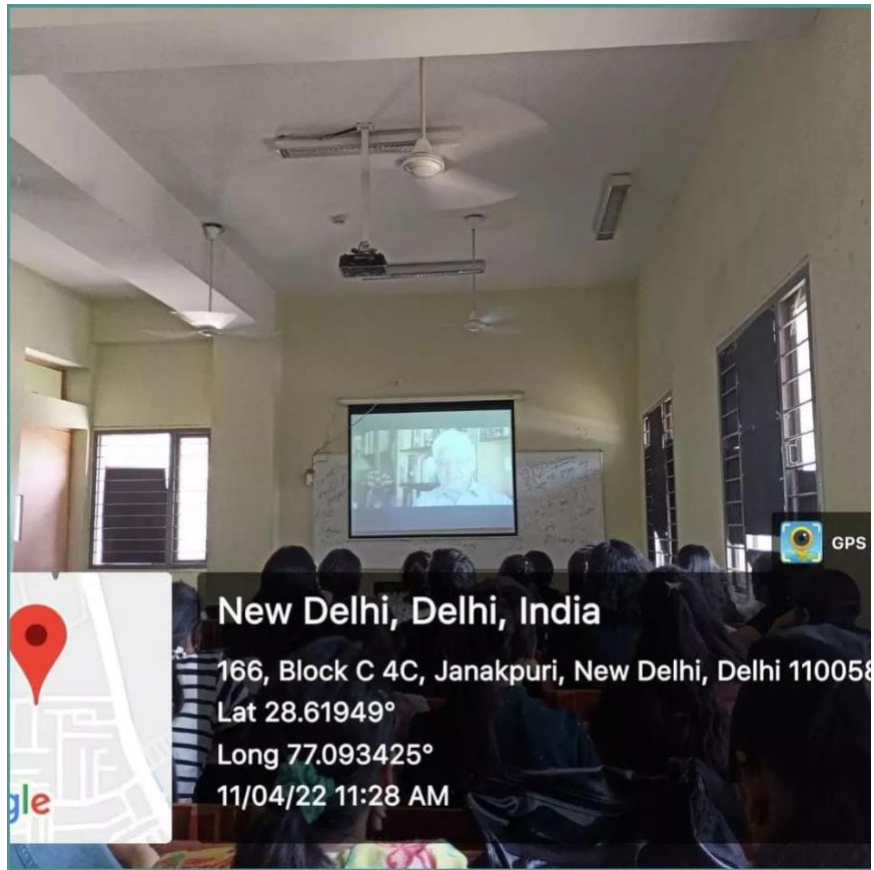 GPS
New Delhi, Delhi, India
166, Block C 4C, Janakpuri, New Delhi, Delhi 110058
Lat 28.61949°
Long 77.093425°
11/04/22 11:28 AM
gle